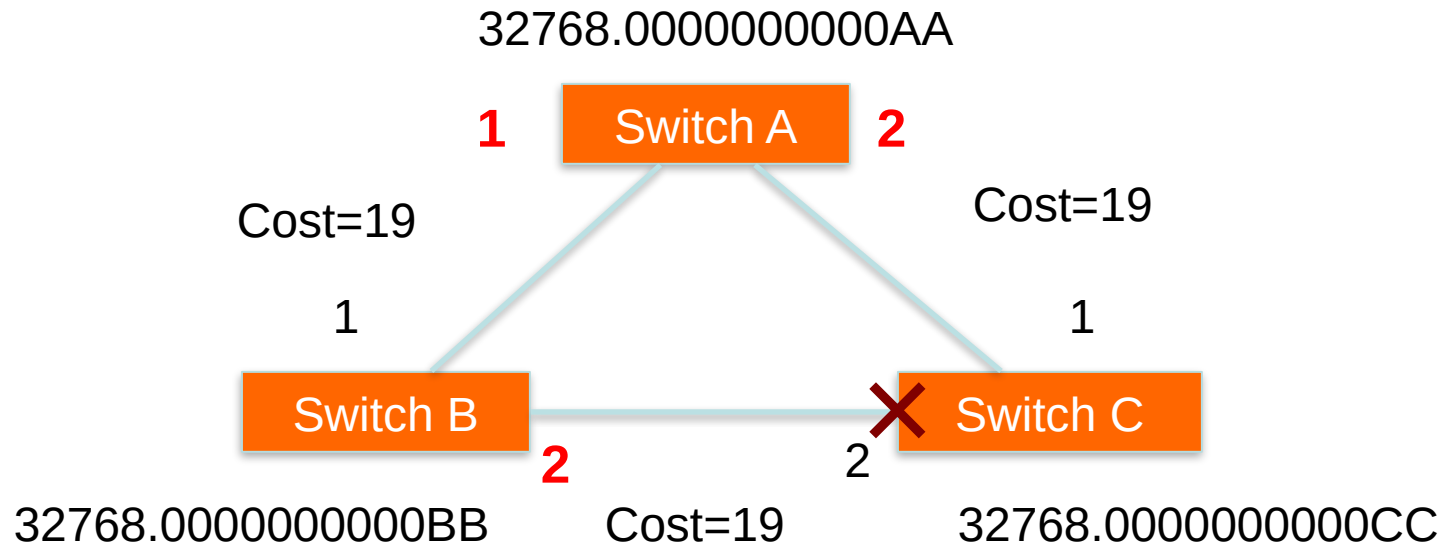 32768.0000000000AA
1
Switch A
2
Cost=19
Cost=19
1
1
Switch B
Switch C
2
2
32768.0000000000BB
Cost=19
32768.0000000000CC